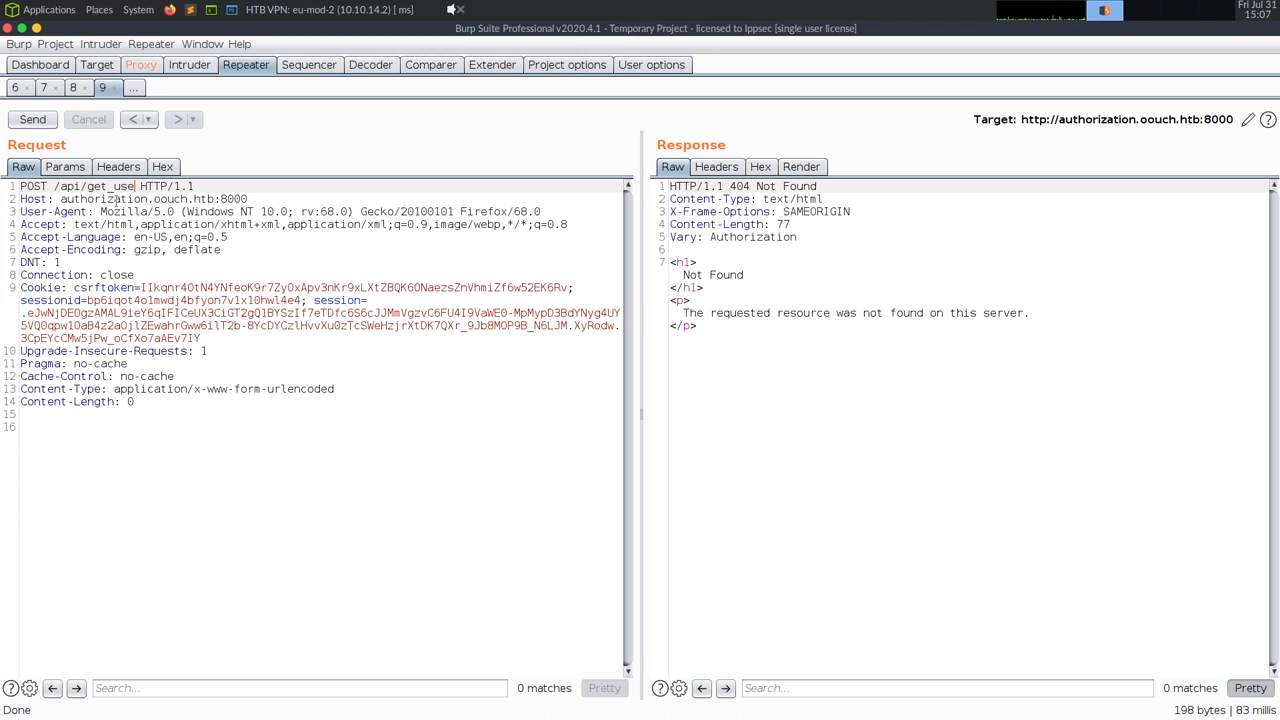 Applications Places System HTB VPN: eu-mod-2 (10.10.14.2) [ ms] Fri Jul 31
15:07
Burp Suite Professional v2020.4.1 - Temporary Project - licensed to Ippsec [single user license]
Burp Project Intruder Repeater Window Help
Dashboard Target Proxy Intruder Repeater Sequencer Decoder Comparer Extender Project options User options
6 × 7 × 8 × 9 × ...
Send Cancel < > Target: http://authorization.oouch.htb:8000
Request
Raw Params Headers Hex
1 POST /api/get_use HTTP/1.1
2 Host: authorization.oouch.htb:8000
3 User-Agent: Mozilla/5.0 (Windows NT 10.0; rv:68.0) Gecko/20100101 Firefox/68.0
4 Accept: text/html,application/xhtml+xml,application/xml;q=0.9,image/webp,*/*;q=0.8
5 Accept-Language: en-US,en;q=0.5
6 Accept-Encoding: gzip, deflate
7 DNT: 1
8 Connection: close
9 Cookie: csrftoken=IIkqnr4OtN4YNfeoK9r7ZyOxApv3nKr9xLXtZBQK6ONaezsZnVhmiZf6w52EK6Rv;
sessionid=bp6iqot4o1mwdj4bfyon7v1x10hwl4e4; session=
10 Upgrade-Insecure-Requests: 1
11 Pragma: no-cache
12 Cache-Control: no-cache
13 Content-Type: application/x-www-form-urlencoded
14 Content-Length: 0
15
16
Response
Raw Headers Hex Render
1 HTTP/1.1 404 Not Found
2 Content-Type: text/html
3 X-Frame-Options: SAMEORIGIN
4 Content-Length: 77
5 Vary: Authorization
6
7 <h1>
Not Found
</h1>
<p>
The requested resource was not found on this server.
</p>
Search... 0 matches Pretty
Search... 0 matches Pretty
Done 198 bytes | 83 millis